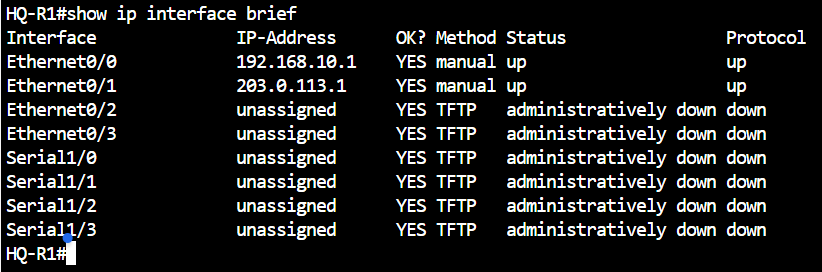 HQ-R1#show ip interface brief
Interface IP-Address OK? Method Status Protocol
Ethernet0/0 192.168.10.1 YES manual up up
Ethernet0/1 203.0.113.1 YES manual up up
Ethernet0/2 unassigned YES TFTP administratively down down
Ethernet0/3 unassigned YES TFTP administratively down down
Serial1/0 unassigned YES TFTP administratively down down
Serial1/1 unassigned YES TFTP administratively down down
Serial1/2 unassigned YES TFTP administratively down down
Serial1/3 unassigned YES TFTP administratively down down
HQ-R1#